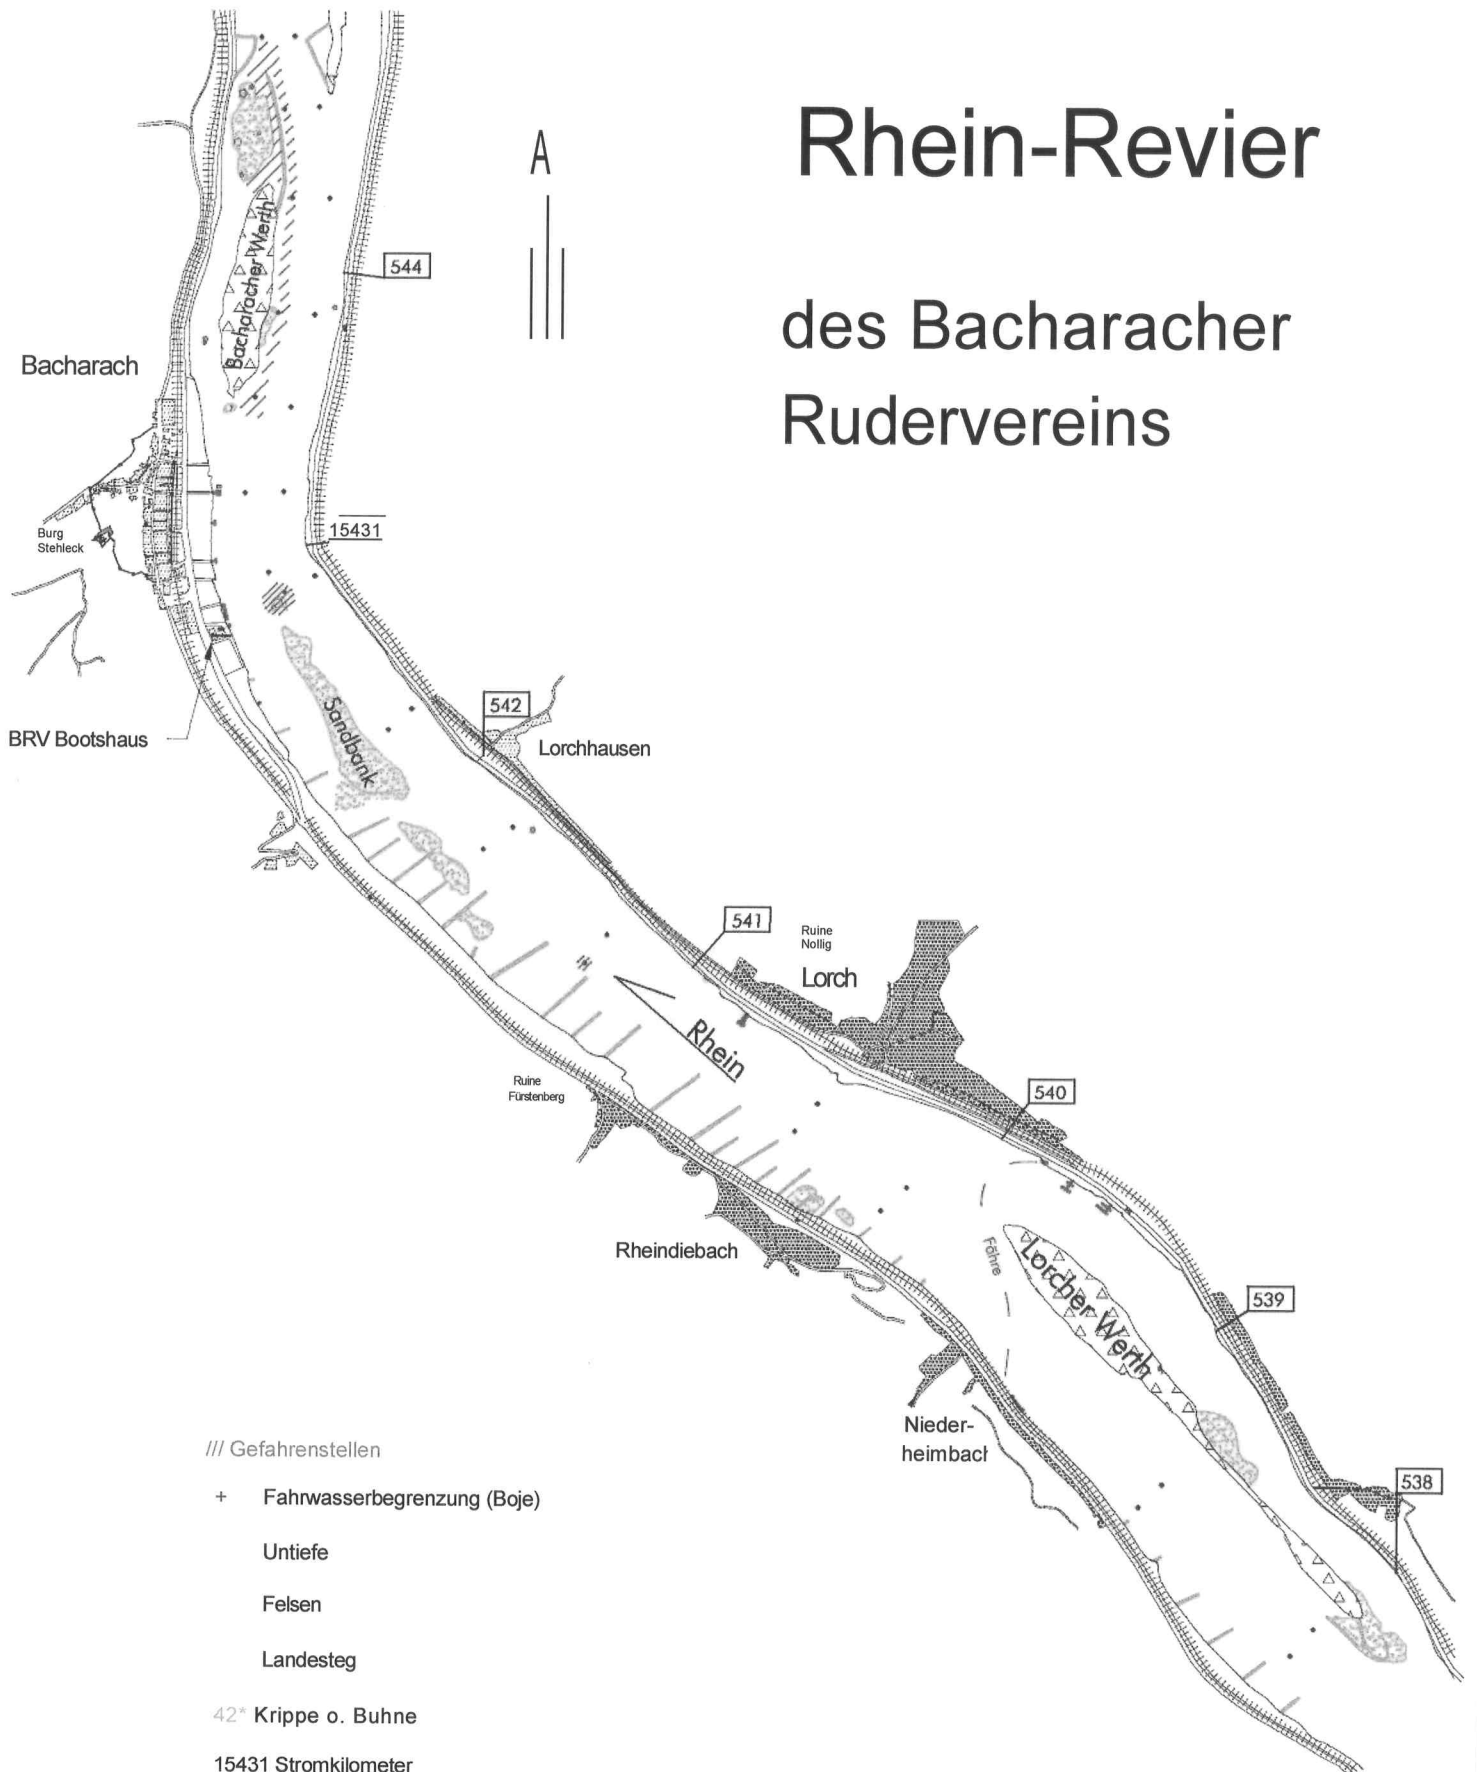 Rhein-Revier
des Bacharacher
Rudervereins
A
Bacharacher Werth
544
Bacharach
15431
Burg
Stehleck
542
Lorchhausen
Sandbank
BRV Bootshaus
541
Ruine
Nollig
Lorch
Rhein
Ruine
Fürstenberg
540
Rheindiebach
Föhre
Lorcher Werth
539
Nieder-
heimbach
538
/// Gefahrenstellen
+ Fahrwasserbegrenzung (Boje)
Untiefe
Felsen
Landesteg
42* Krippe o. Buhne
15431 Stromkilometer